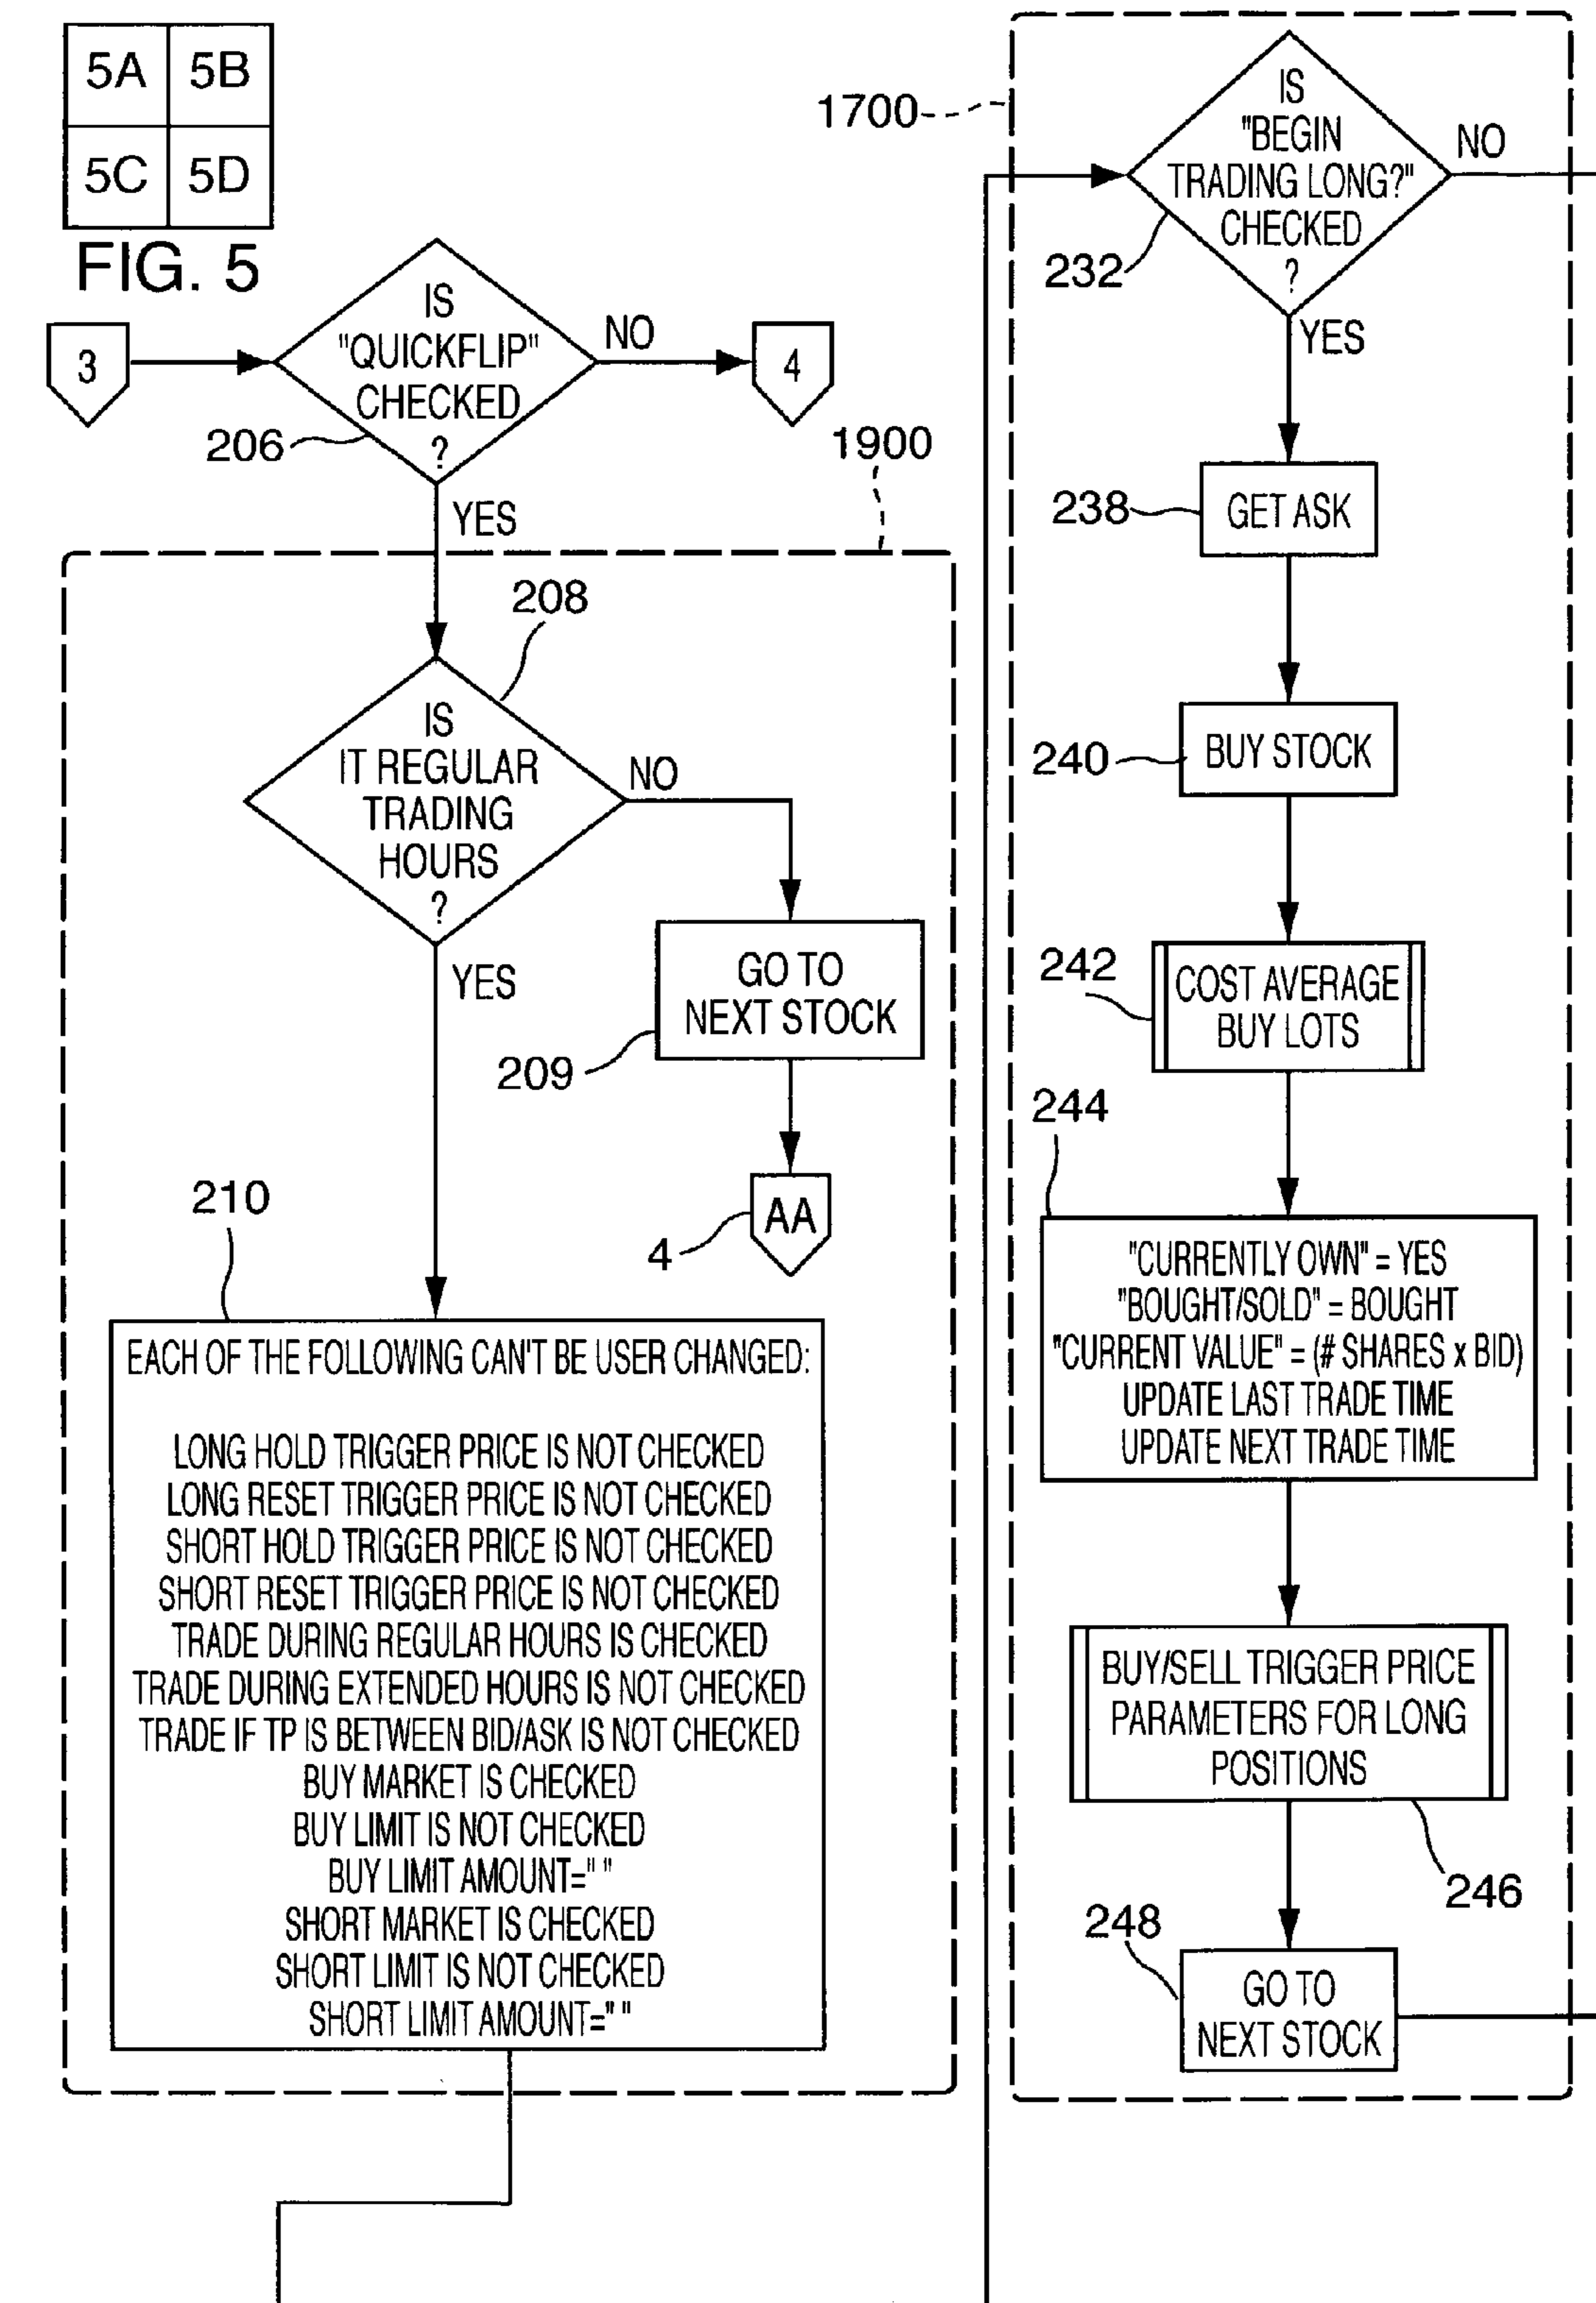 5A 5B
5C 5D
FIG. 5
3
IS
"QUICKFLIP"
CHECKED
?
206
NO
4
YES
1900
208
IS
IT REGULAR
TRADING
HOURS
?
NO
YES
GO TO
NEXT STOCK
209
AA
4
210
EACH OF THE FOLLOWING CAN'T BE USER CHANGED:
LONG HOLD TRIGGER PRICE IS NOT CHECKED
LONG RESET TRIGGER PRICE IS NOT CHECKED
SHORT HOLD TRIGGER PRICE IS NOT CHECKED
SHORT RESET TRIGGER PRICE IS NOT CHECKED
TRADE DURING REGULAR HOURS IS CHECKED
TRADE DURING EXTENDED HOURS IS NOT CHECKED
TRADE IF TP IS BETWEEN BID/ASK IS NOT CHECKED
BUY MARKET IS CHECKED
BUY LIMIT IS NOT CHECKED
BUY LIMIT AMOUNT=" "
SHORT MARKET IS CHECKED
SHORT LIMIT IS NOT CHECKED
SHORT LIMIT AMOUNT=" "
1700
IS
"BEGIN
TRADING LONG?"
CHECKED
?
232
NO
YES
238
GET ASK
240
BUY STOCK
242
COST AVERAGE
BUY LOTS
244
"CURRENTLY OWN" = YES
"BOUGHT/SOLD" = BOUGHT
"CURRENT VALUE" = (# SHARES x BID)
UPDATE LAST TRADE TIME
UPDATE NEXT TRADE TIME
BUY/SELL TRIGGER PRICE
PARAMETERS FOR LONG
POSITIONS
246
248
GO TO
NEXT STOCK